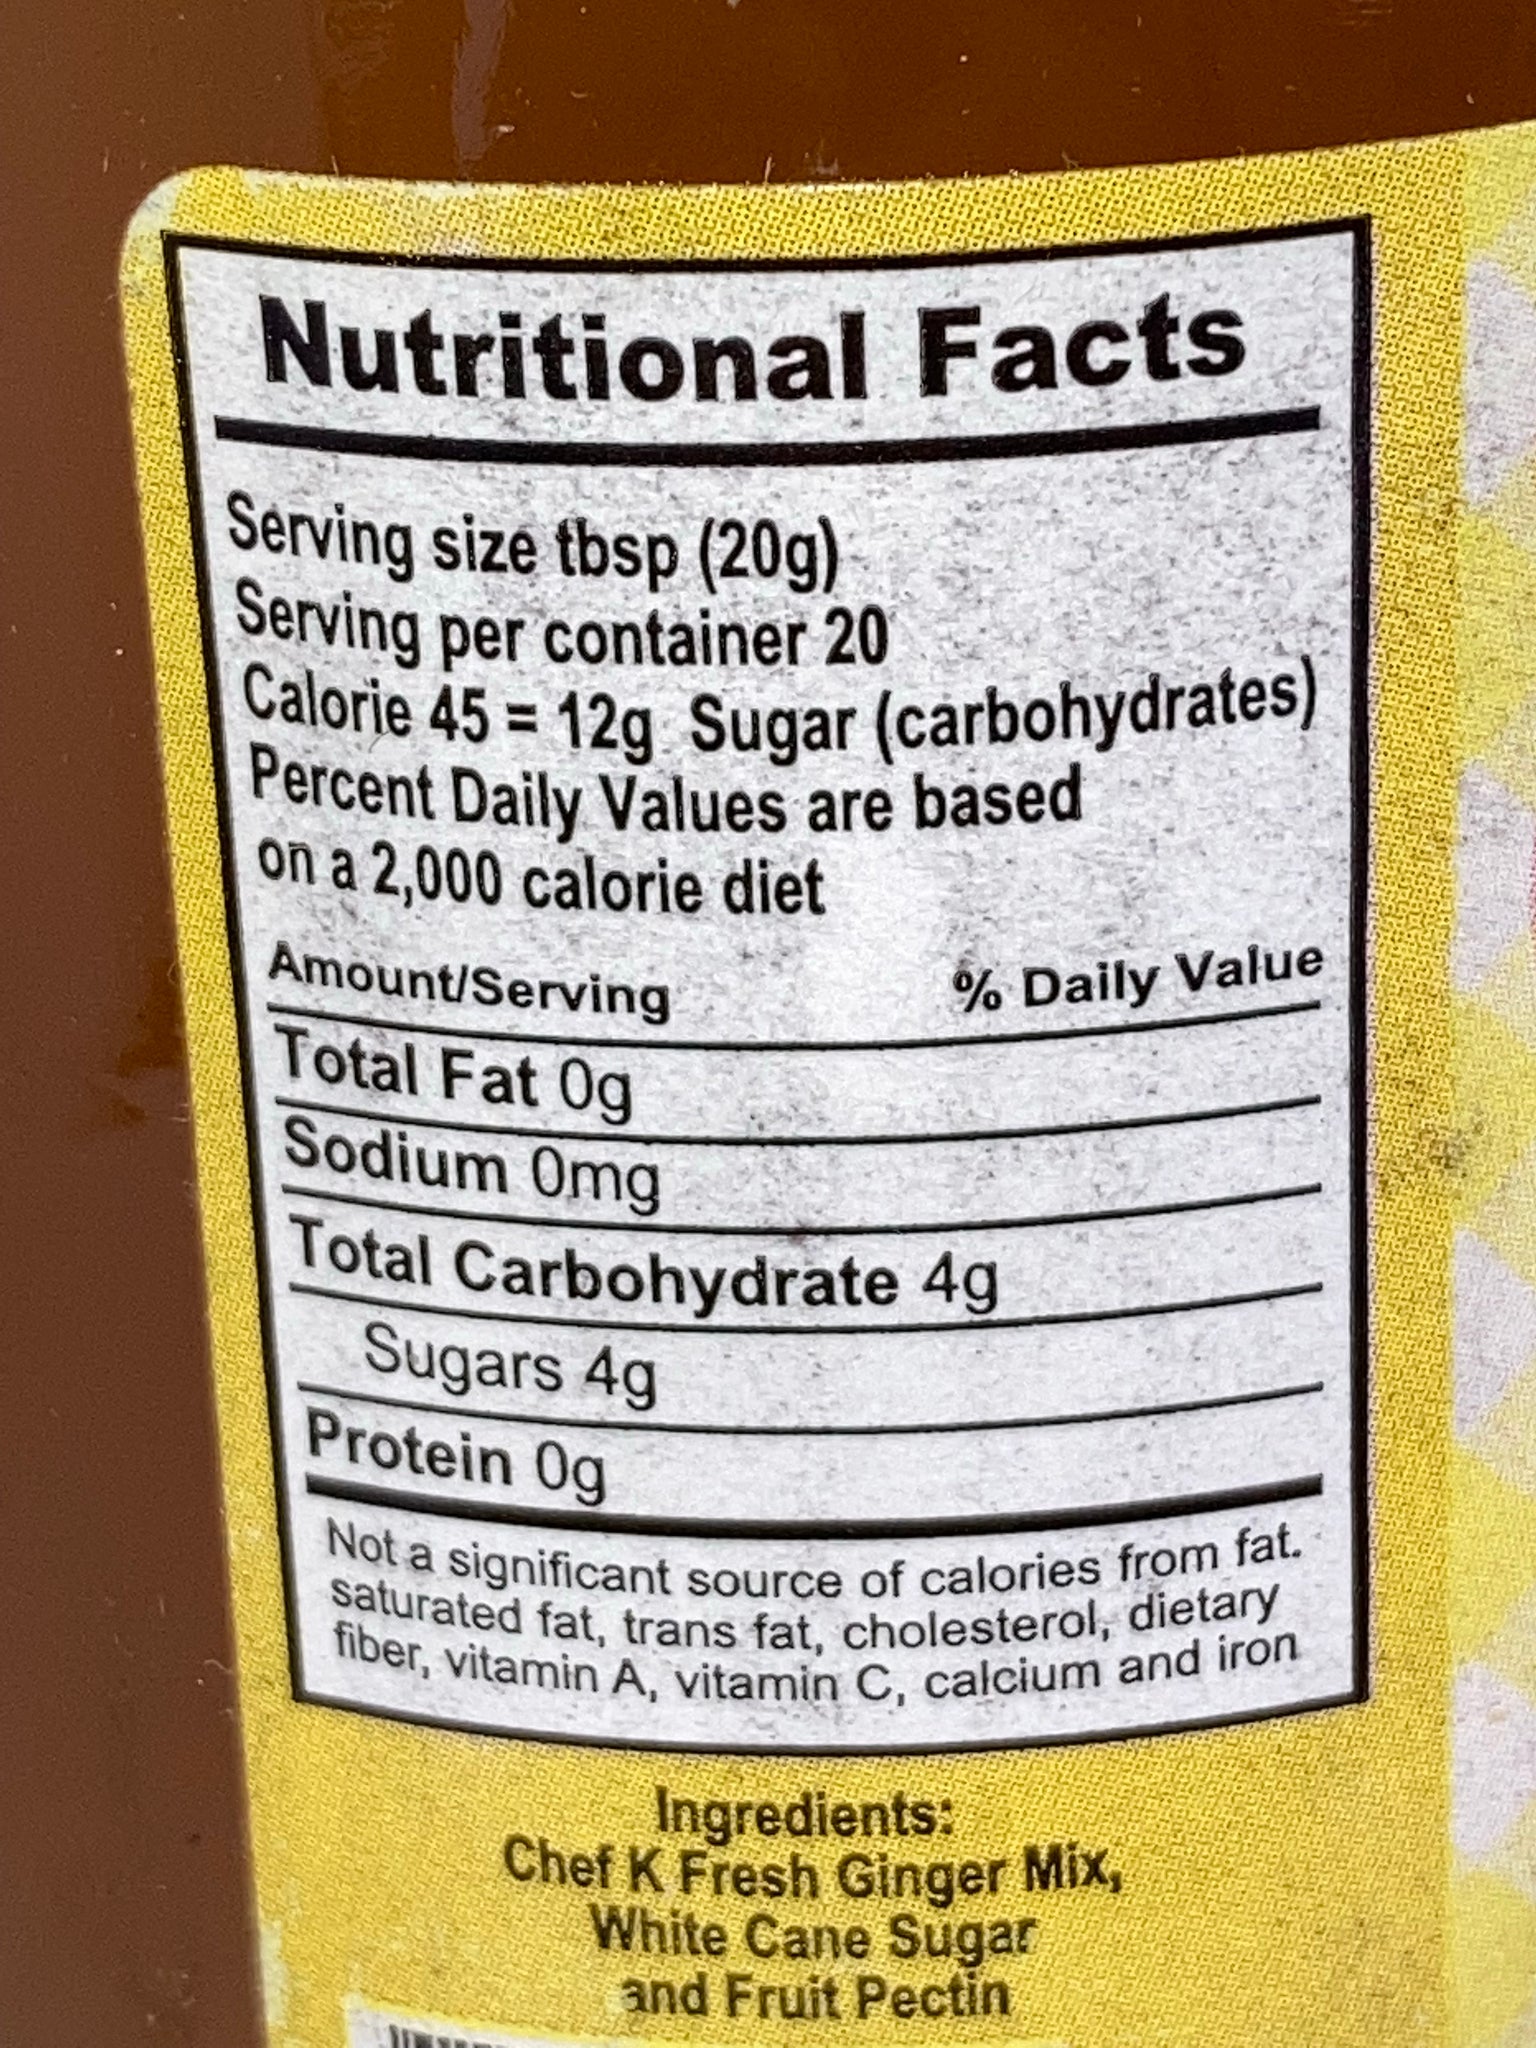 Nutritional Facts
Serving size tbsp (20g)
Serving per container 20
Calorie 45 = 12g Sugar (carbohydrates)
Percent Daily Values are based
on a 2,000 calorie diet
Amount/Serving % Daily Value
Total Fat 0g
Sodium 0mg
Total Carbohydrate 4g
Sugars 4g
Protein 0g
Not a significant source of calories from fat.
saturated fat, trans fat, cholesterol, dietary
fiber, vitamin A, vitamin C, calcium and iron
Ingredients:
Chef K Fresh Ginger Mix,
White Cane Sugar
and Fruit Pectin